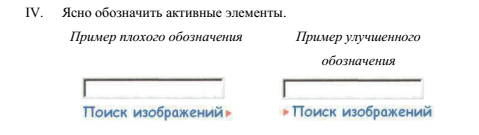 IV. Ясно обозначить активные элементы.
Пример плохого обозначения
Пример улучшенного обозначения
Поиск изображений▸
▸Поиск изображений